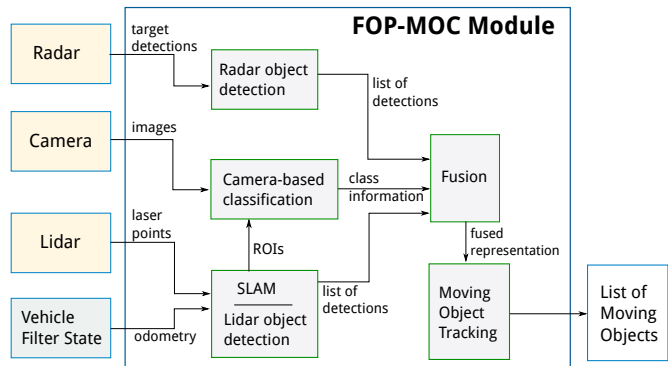 FOP-MOC Module
Radar
target
detections
Radar object
detection
list of
detections
Camera
images
Camera-based
classification
class
information
Fusion
Lidar
laser
points
ROIs
fused
representation
SLAM
Lidar object
detection
list of
detections
Vehicle
Filter State
odometry
Moving
Object
Tracking
List of
Moving
Objects